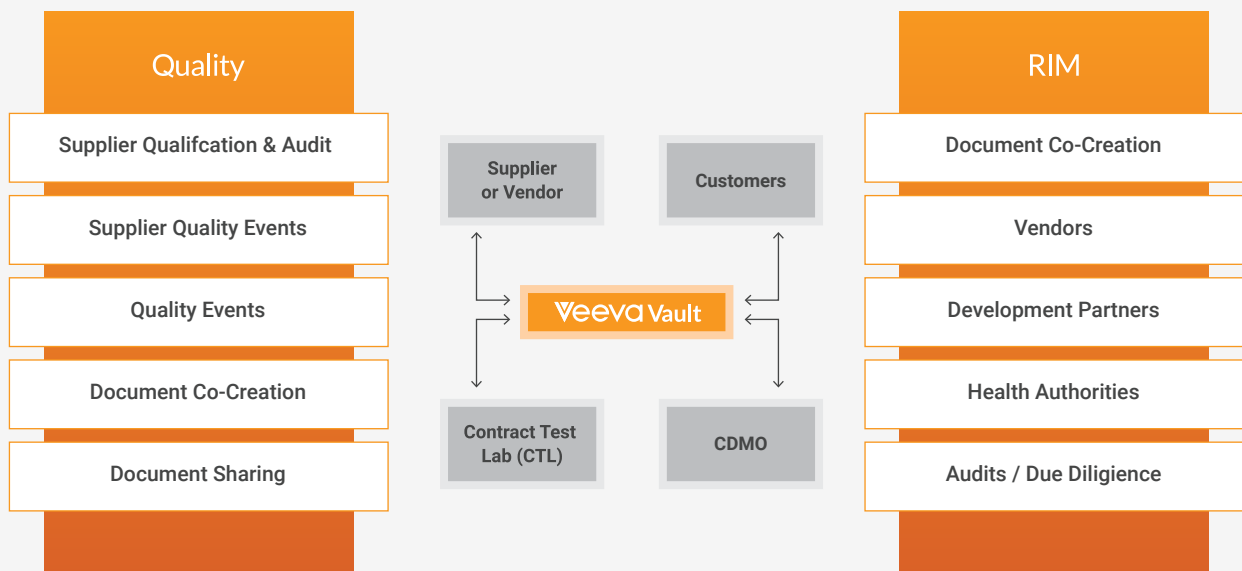 Quality
Supplier Qualifcation & Audit
Supplier Quality Events
Quality Events
Document Co-Creation
Document Sharing
Supplier
or Vendor
Customers
Veeva Vault
Contract Test
Lab (CTL)
CDMO
RIM
Document Co-Creation
Vendors
Development Partners
Health Authorities
Audits / Due Diligience